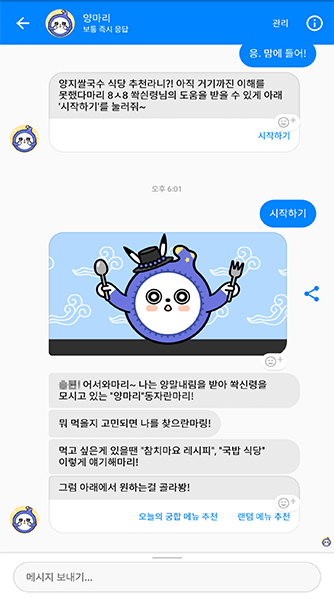 양마리
보통 즉시 응답
관리
응. 맘에 들어!
양지쌀국수 식당 추천라니?! 아직 거기까진 이해를
못했다마리 8ㅅ8 쏵신령님의 도움을 받을 수 있게 아래
'시작하기'를 눌러줘~
시작하기
오후 6:01
시작하기
어서와마리~ 나는 양말내림을 받아 쏵신령을
모시고 있는 "양마리"동자란마리!
뭐 먹을지 고민되면 나를 찾으란마링!
먹고 싶은게 있을땐 "참치마요 레시피", "국밥 식당"
이렇게 얘기해마리!
그럼 아래에서 원하는걸 골라봥!
오늘의 궁합 메뉴 추천
랜덤 메뉴 추천
메시지 보내기...